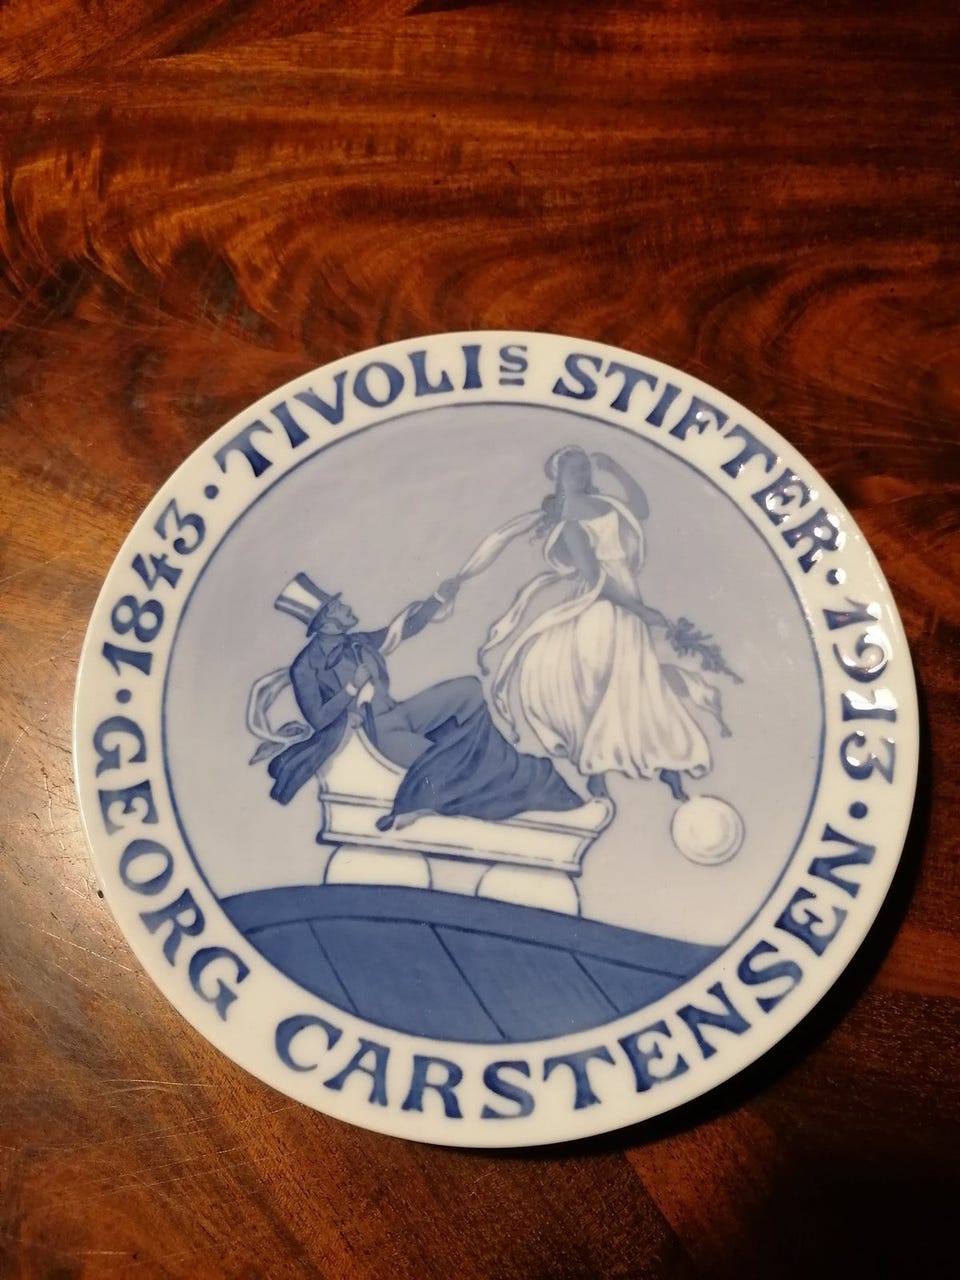 1843 · TIVOLIS STIFTER · 1913 ·
GEORG CARSTENSEN